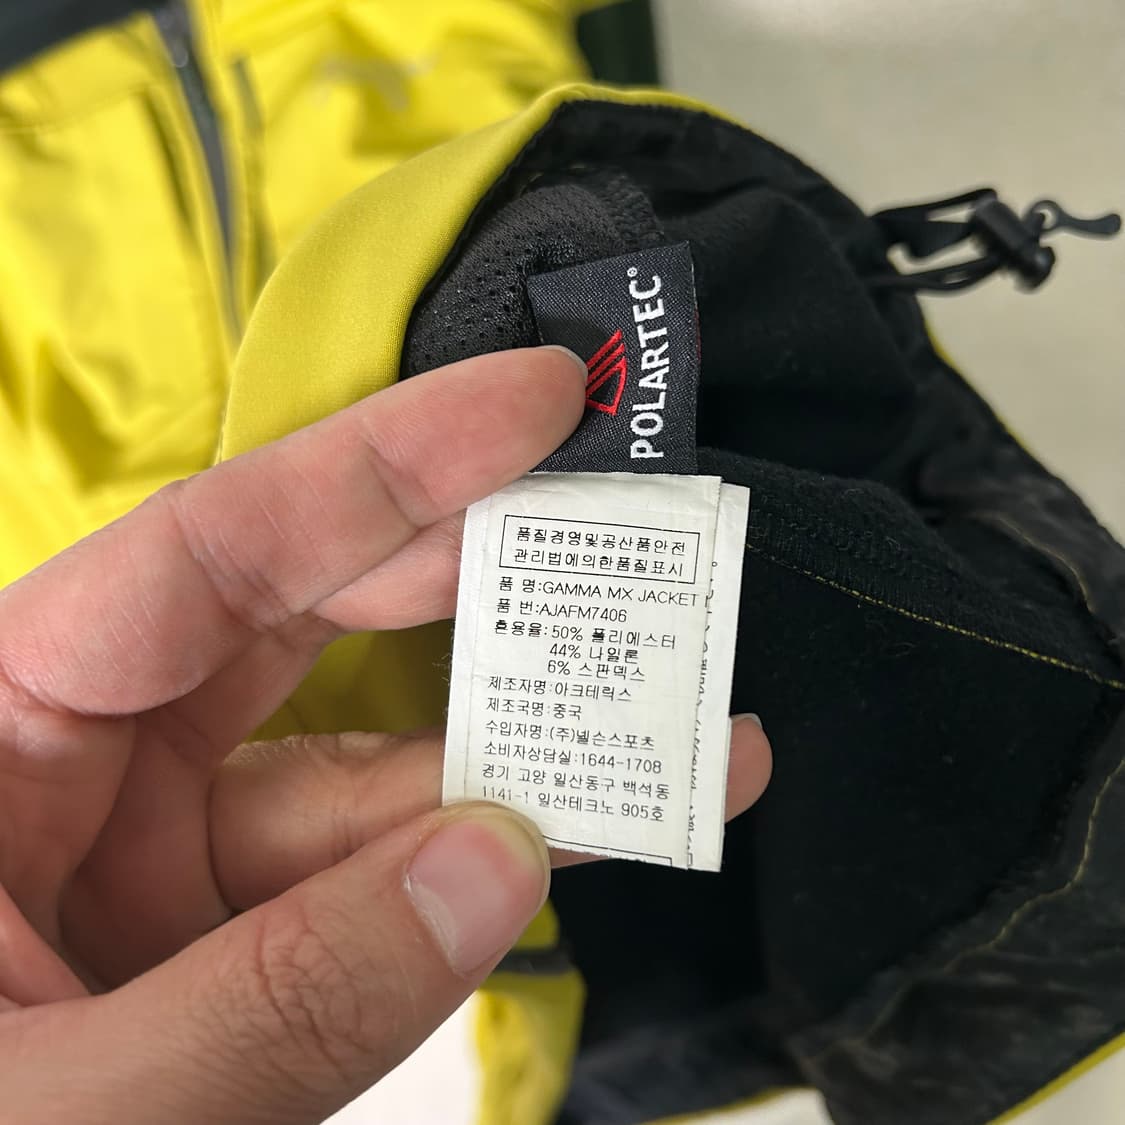 POLARTEC®
품질경영및공산품안전
관리법에의한품질표시
품 명:GAMMA MX JACKET
품 번:AJAFM7406
혼용율:50% 폴리에스터
44% 나일론
6% 스판덱스
제조자명:아크테릭스
제조국명:중국
수입자명:(주)넬슨스포츠
소비자상담실:1644-1708
경기 고양 일산동구 백석동
1141-1 일산테크노 905호